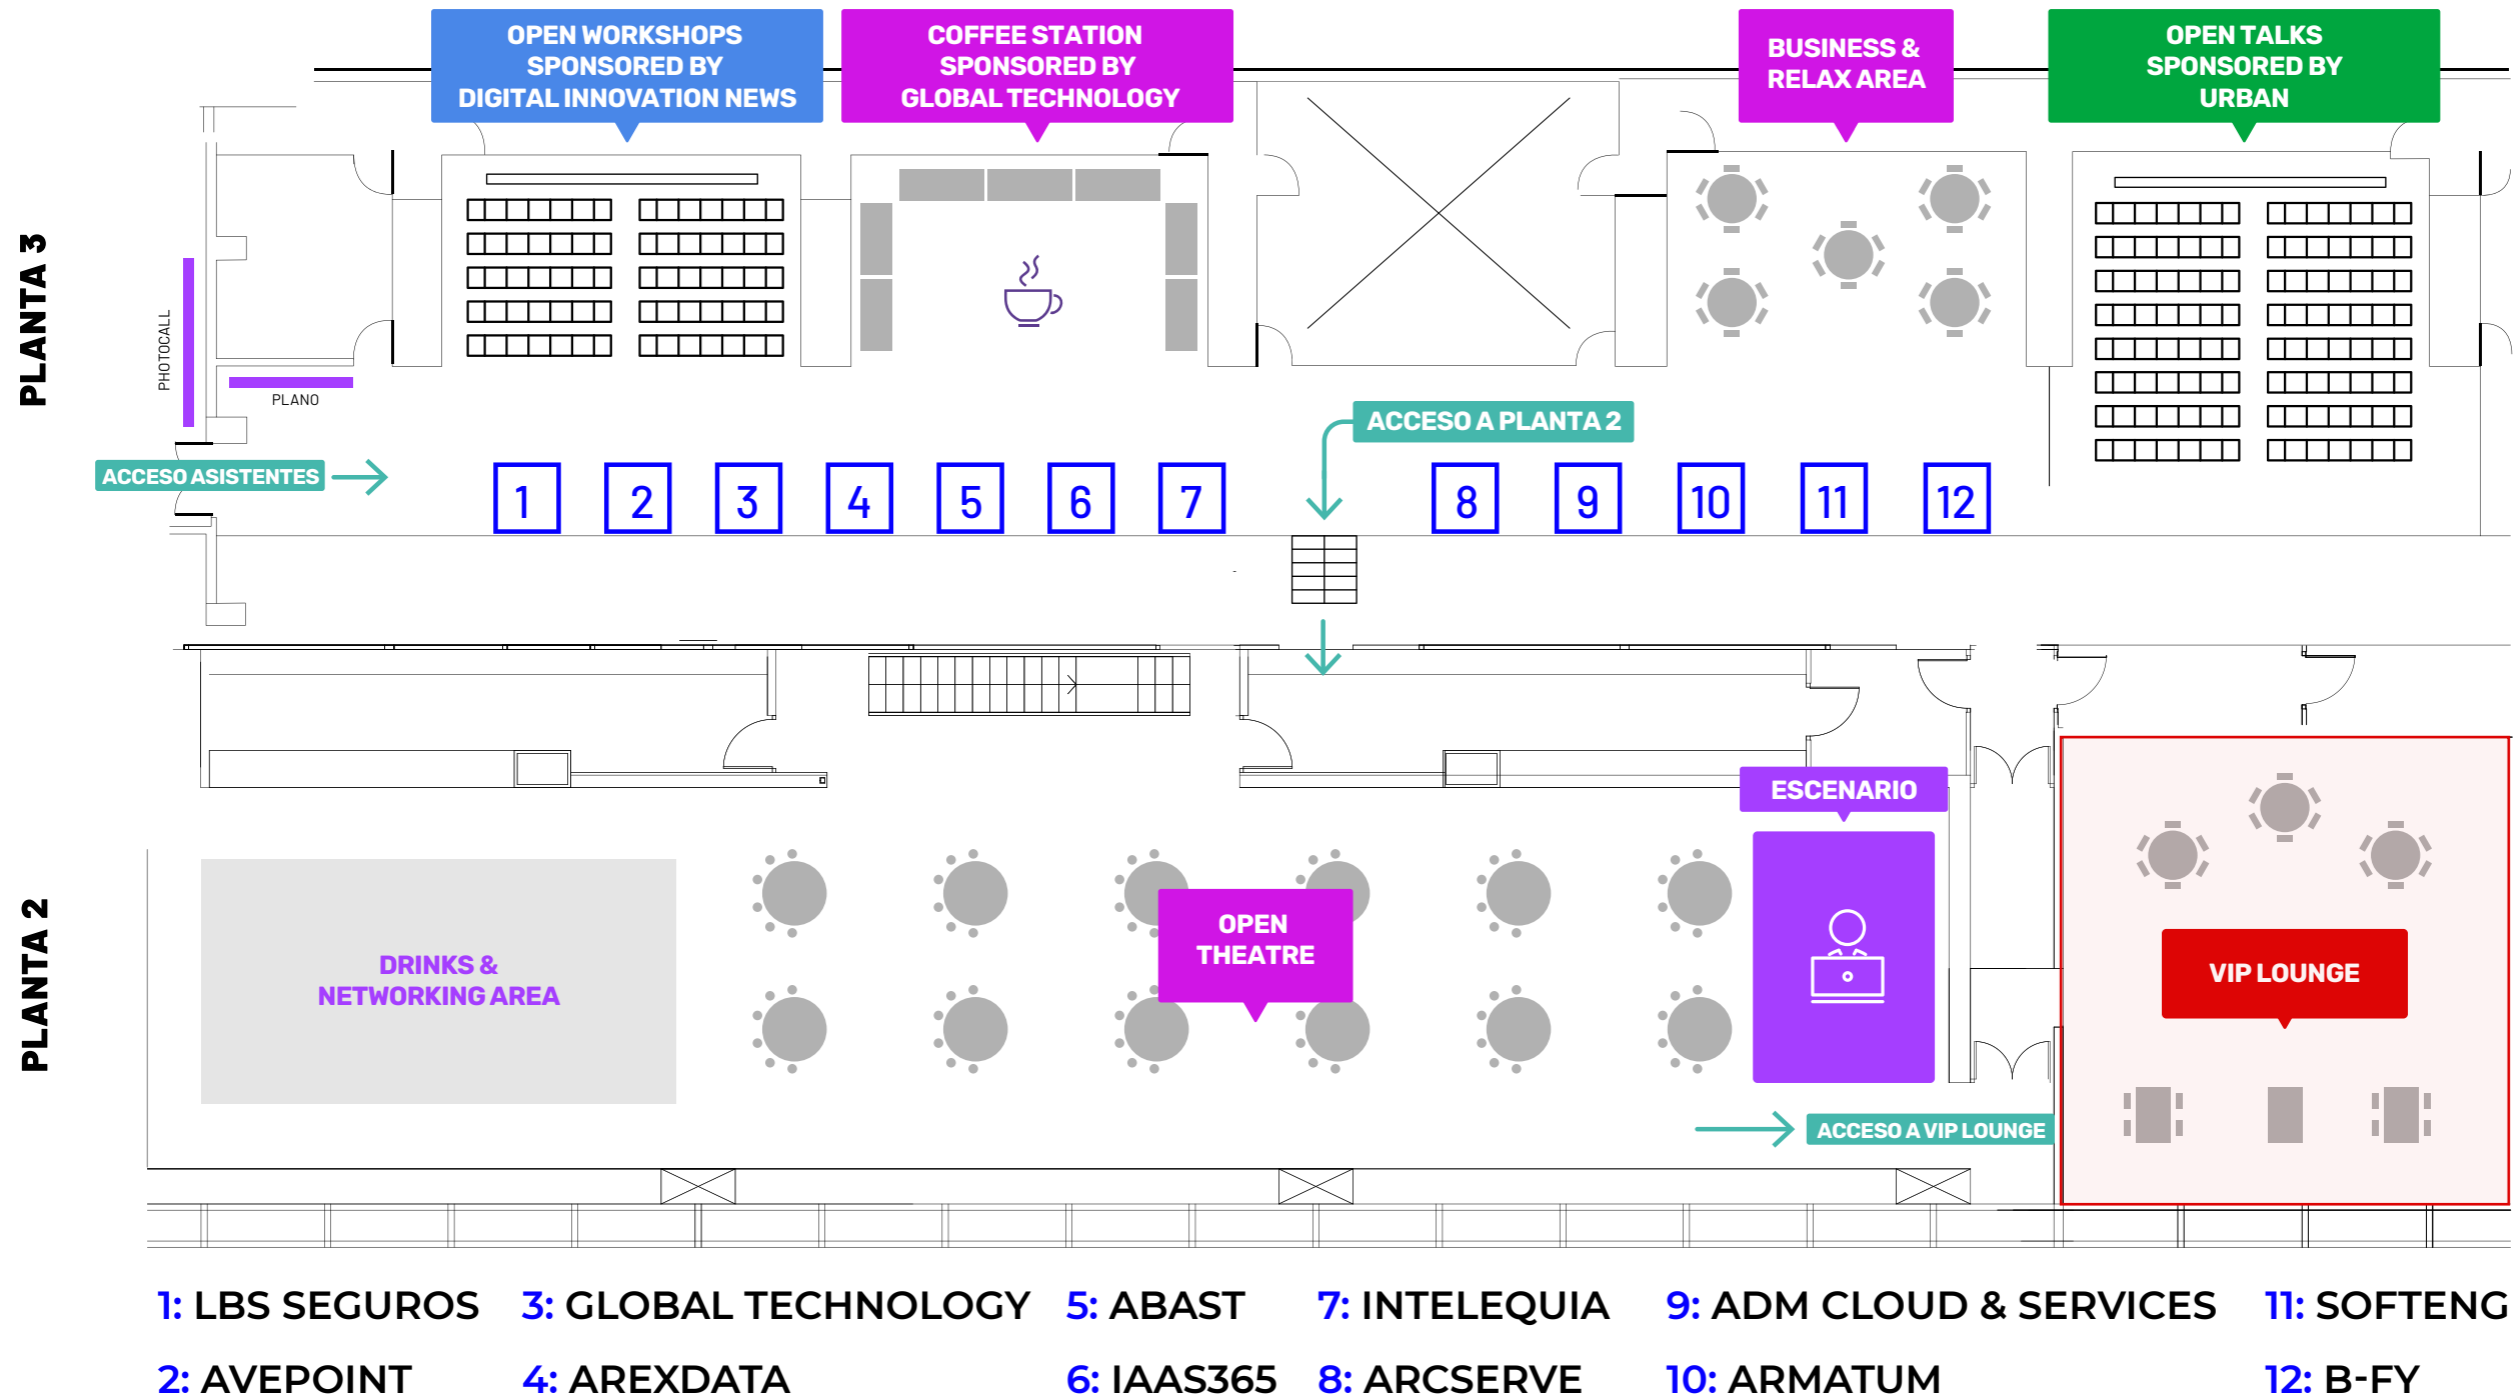 OPEN WORKSHOPS
SPONSORED BY
DIGITAL INNOVATION NEWS
COFFEE STATION
SPONSORED BY
GLOBAL TECHNOLOGY
BUSINESS &
RELAX AREA
OPEN TALKS
SPONSORED BY
URBAN
PLANTA 3
PHOTOCALL
PLANO
ACCESO A PLANTA 2
ACCESO ASISTENTES
1
2
3
4
5
6
7
8
9
10
11
12
PLANTA 2
ESCENARIO
DRINKS &
NETWORKING AREA
OPEN
THEATRE
VIP LOUNGE
ACCESO A VIP LOUNGE
1: LBS SEGUROS
3: GLOBAL TECHNOLOGY
5: ABAST
7: INTELEQUIA
9: ADM CLOUD & SERVICES
11: SOFTENG
2: AVEPOINT
4: AREXDATA
6: IAAS365
8: ARCSERVE
10: ARMATUM
12: B-FY